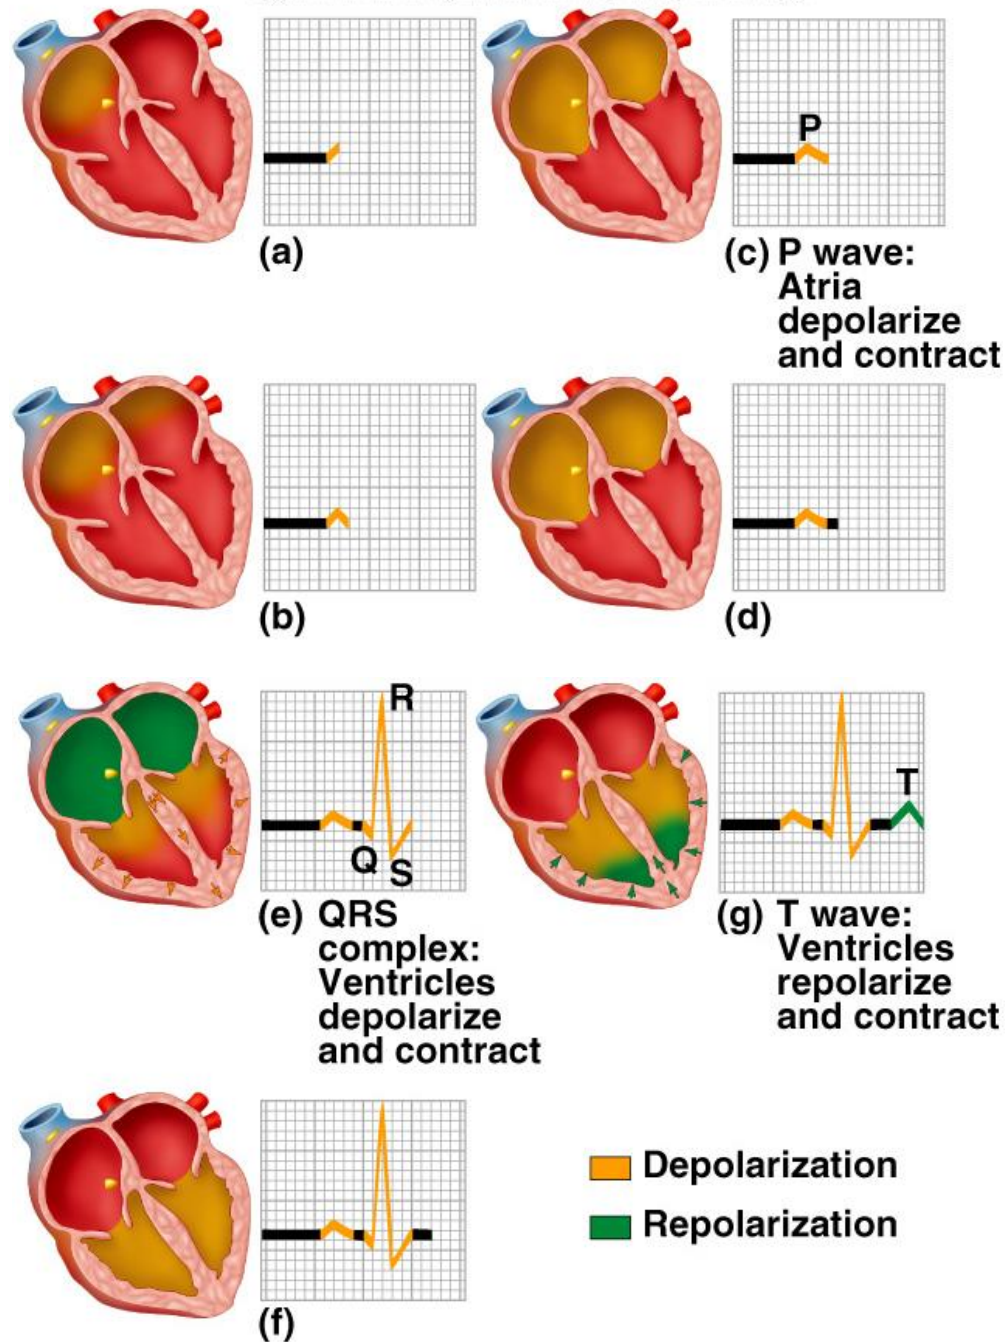 (a)
P
(c) P wave:
Atria
depolarize
and contract
(b)
(d)
R
Q
S
(e) QRS
complex:
Ventricles
depolarize
and contract
T
(g) T wave:
Ventricles
repolarize
and contract
(f)
Depolarization
Repolarization